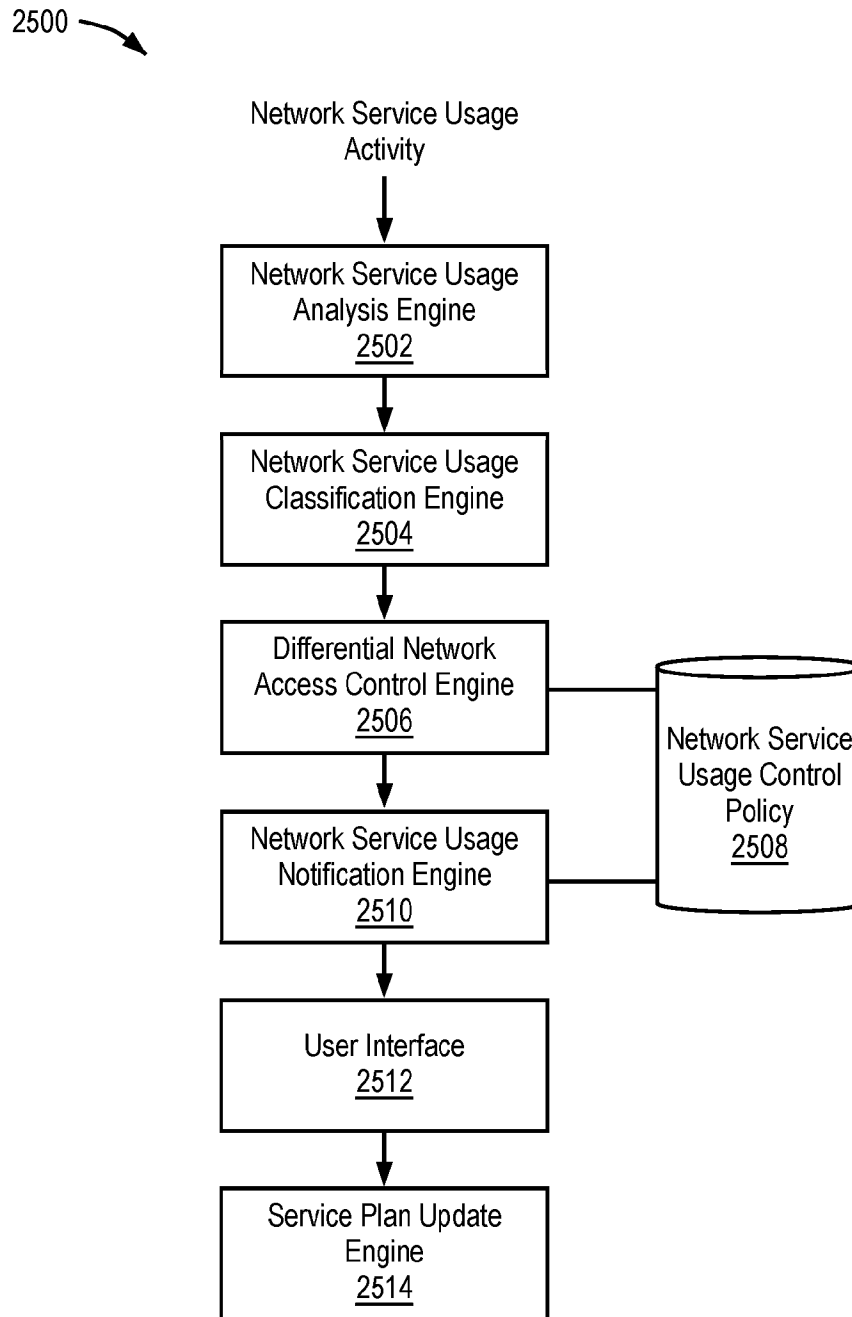 2500
Network Service Usage
Activity
Network Service Usage
Analysis Engine
2502
Network Service Usage
Classification Engine
2504
Differential Network
Access Control Engine
2506
Network Service
Usage Control
Policy
2508
Network Service Usage
Notification Engine
2510
User Interface
2512
Service Plan Update
Engine
2514